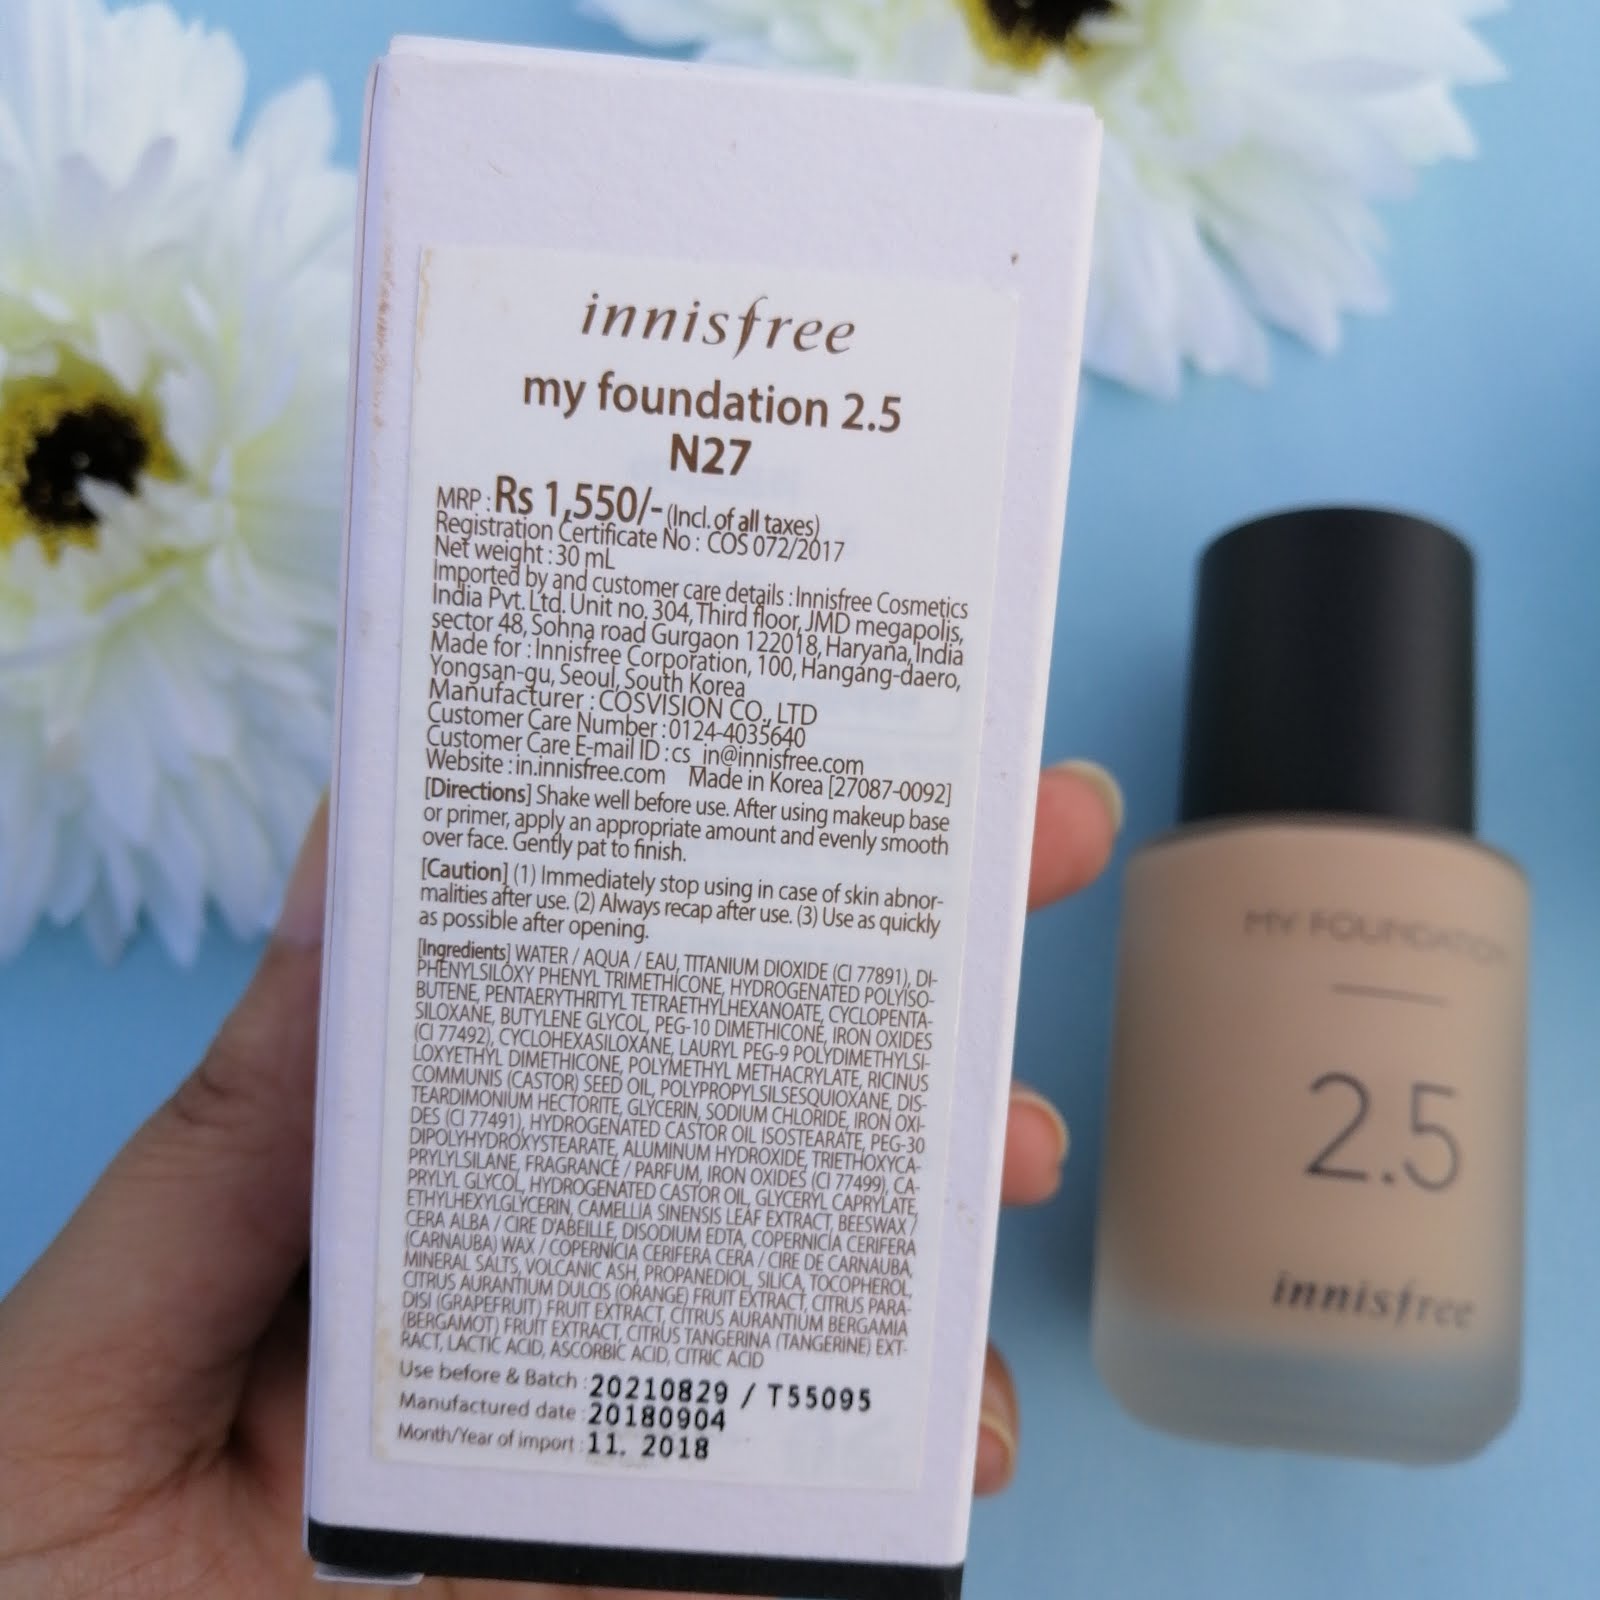 innisfree
my foundation 2.5
N27
MRP : Rs 1,550/- (Incl. of all taxes)
Registration Certificate No : COS 072/2017
Net weight : 30 mL
Imported by and customer care details : Innisfree Cosmetics
India Pvt. Ltd. Unit no. 304, Third floor, JMD megapolis,
sector 48, Sohna road Gurgaon 122018, Haryana, India
Made for : Innisfree Corporation, 100, Hangang-daero,
Yongsan-gu, Seoul, South Korea
Manufacturer : COSVISION CO., LTD
Customer Care Number : 0124-4035640
Customer Care E-mail ID : cs_in@innisfree.com
Website : in.innisfree.com Made in Korea [27087-0092]
[Directions] Shake well before use. After using makeup base
or primer, apply an appropriate amount and evenly smooth
over face. Gently pat to finish.
[Caution] (1) Immediately stop using in case of skin abnor-
malities after use. (2) Always recap after use. (3) Use as quickly
as possible after opening.
[Ingredients] WATER / AQUA / EAU, TITANIUM DIOXIDE (CI 77891), DI-
PHENYLSILOXY PHENYL TRIMETHICONE, HYDROGENATED POLYISO-
BUTENE, PENTAERYTHRITYL TETRAETHYLHEXANOATE, CYCLOPENTA-
SILOXANE, BUTYLENE GLYCOL, PEG-10 DIMETHICONE, IRON OXIDES
(CI 77492), CYCLOHEXASILOXANE, LAURYL PEG-9 POLYDIMETHYLSI-
LOXYETHYL DIMETHICONE, POLYMETHYL METHACRYLATE, RICINUS
COMMUNIS (CASTOR) SEED OIL, POLYPROPYLSILSESQUIOXANE, DIS-
TEARDIMONIUM HECTORITE, GLYCERIN, SODIUM CHLORIDE, IRON OXI-
DES (CI 77491), HYDROGENATED CASTOR OIL ISOSTEARATE, PEG-30
DIPOLYHYDROXYSTEARATE, ALUMINUM HYDROXIDE, TRIETHOXYCA-
PRYLYLSILANE, FRAGRANCE / PARFUM, IRON OXIDES (CI 77499), CA-
PRYLYL GLYCOL, HYDROGENATED CASTOR OIL, GLYCERYL CAPRYLATE,
ETHYLHEXYLGLYCERIN, CAMELLIA SINENSIS LEAF EXTRACT, BEESWAX /
CERA ALBA / CIRE D'ABEILLE, DISODIUM EDTA, COPERNICIA CERIFERA
(CARNAUBA) WAX / COPERNICIA CERIFERA CERA / CIRE DE CARNAUBA,
MINERAL SALTS, VOLCANIC ASH, PROPANEDIOL, SILICA, TOCOPHEROL,
CITRUS AURANTIUM DULCIS (ORANGE) FRUIT EXTRACT, CITRUS PARA-
DISI (GRAPEFRUIT) FRUIT EXTRACT, CITRUS AURANTIUM BERGAMIA
(BERGAMOT) FRUIT EXTRACT, CITRUS TANGERINA (TANGERINE) EXT-
RACT, LACTIC ACID, ASCORBIC ACID, CITRIC ACID
Use before & Batch : 20210829 / T55095
Manufactured date : 20180904
Month/Year of import : 11. 2018
MY FOUNDATION
2.5
innisfree